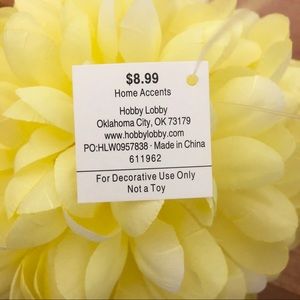 $8.99
Home Accents
Hobby Lobby
Oklahoma City, OK 73179
www.hobbylobby.com
PO:HLW0957838 · Made in China
611962
For Decorative Use Only
Not a Toy